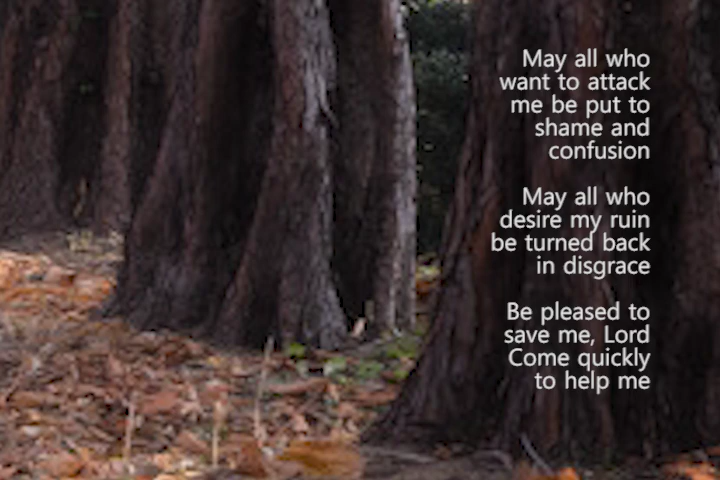 May all who
want to attack
me be put to
shame and
confusion
May all who
desire my ruin
be turned back
in disgrace
Be pleased to
save me, Lord
Come quickly
to help me